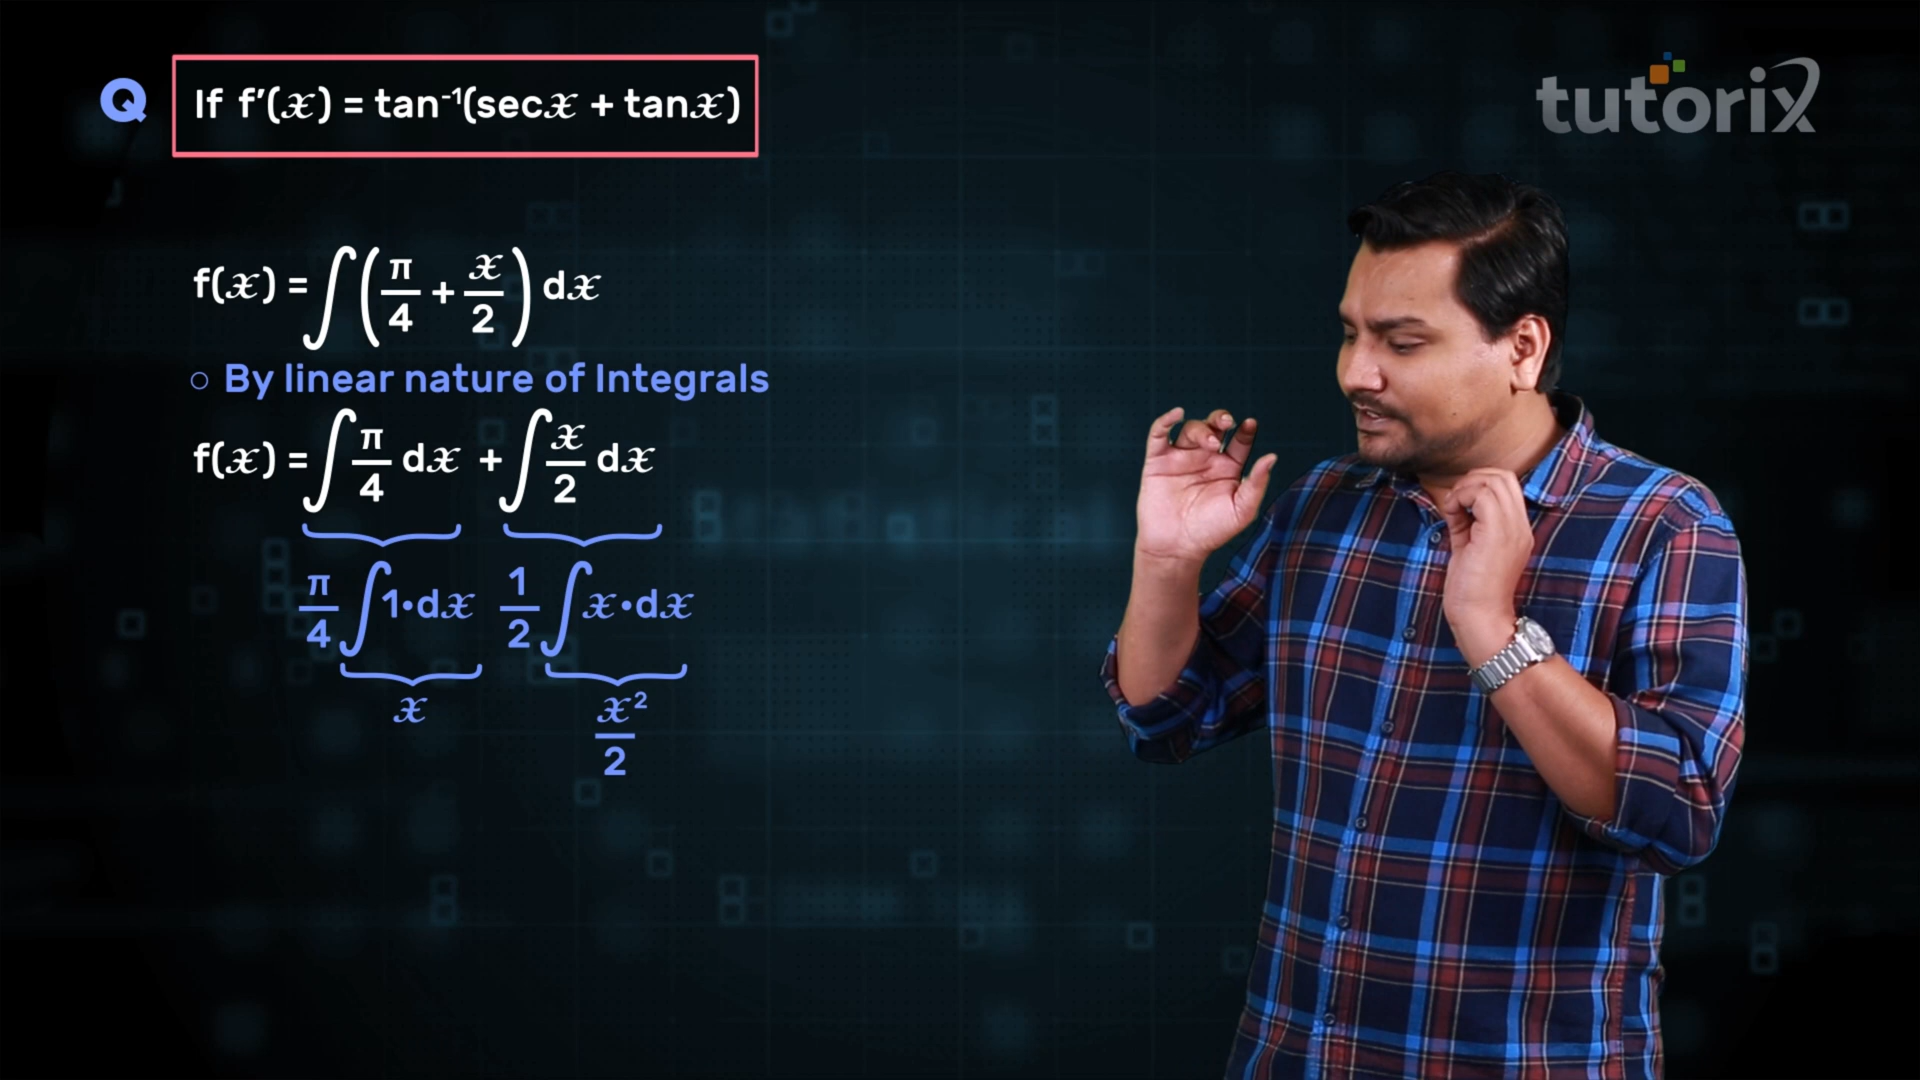 Q If f′(x) = tan⁻¹(secx + tanx)
tutorix
f(x) = ∫(π/4 + x/2) dx
○ By linear nature of Integrals
f(x) = ∫π/4 dx + ∫x/2 dx
π/4 ∫1•dx 1/2 ∫x•dx
x x²/2